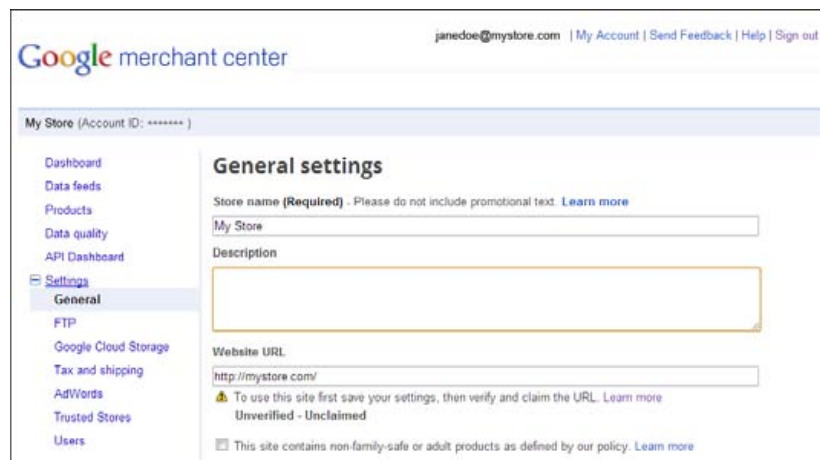 janedoe@mystore.com | My Account | Send Feedback | Help | Sign out
Google merchant center
My Store (Account ID: ******* )
Dashboard
Data feeds
Products
Data quality
API Dashboard
Settings
General
FTP
Google Cloud Storage
Tax and shipping
AdWords
Trusted Stores
Users
General settings
Store name (Required) - Please do not include promotional text. Learn more
My Store
Description
Website URL
http://mystore.com/
To use this site first save your settings, then verify and claim the URL. Learn more
Unverified - Unclaimed
This site contains non-family-safe or adult products as defined by our policy. Learn more